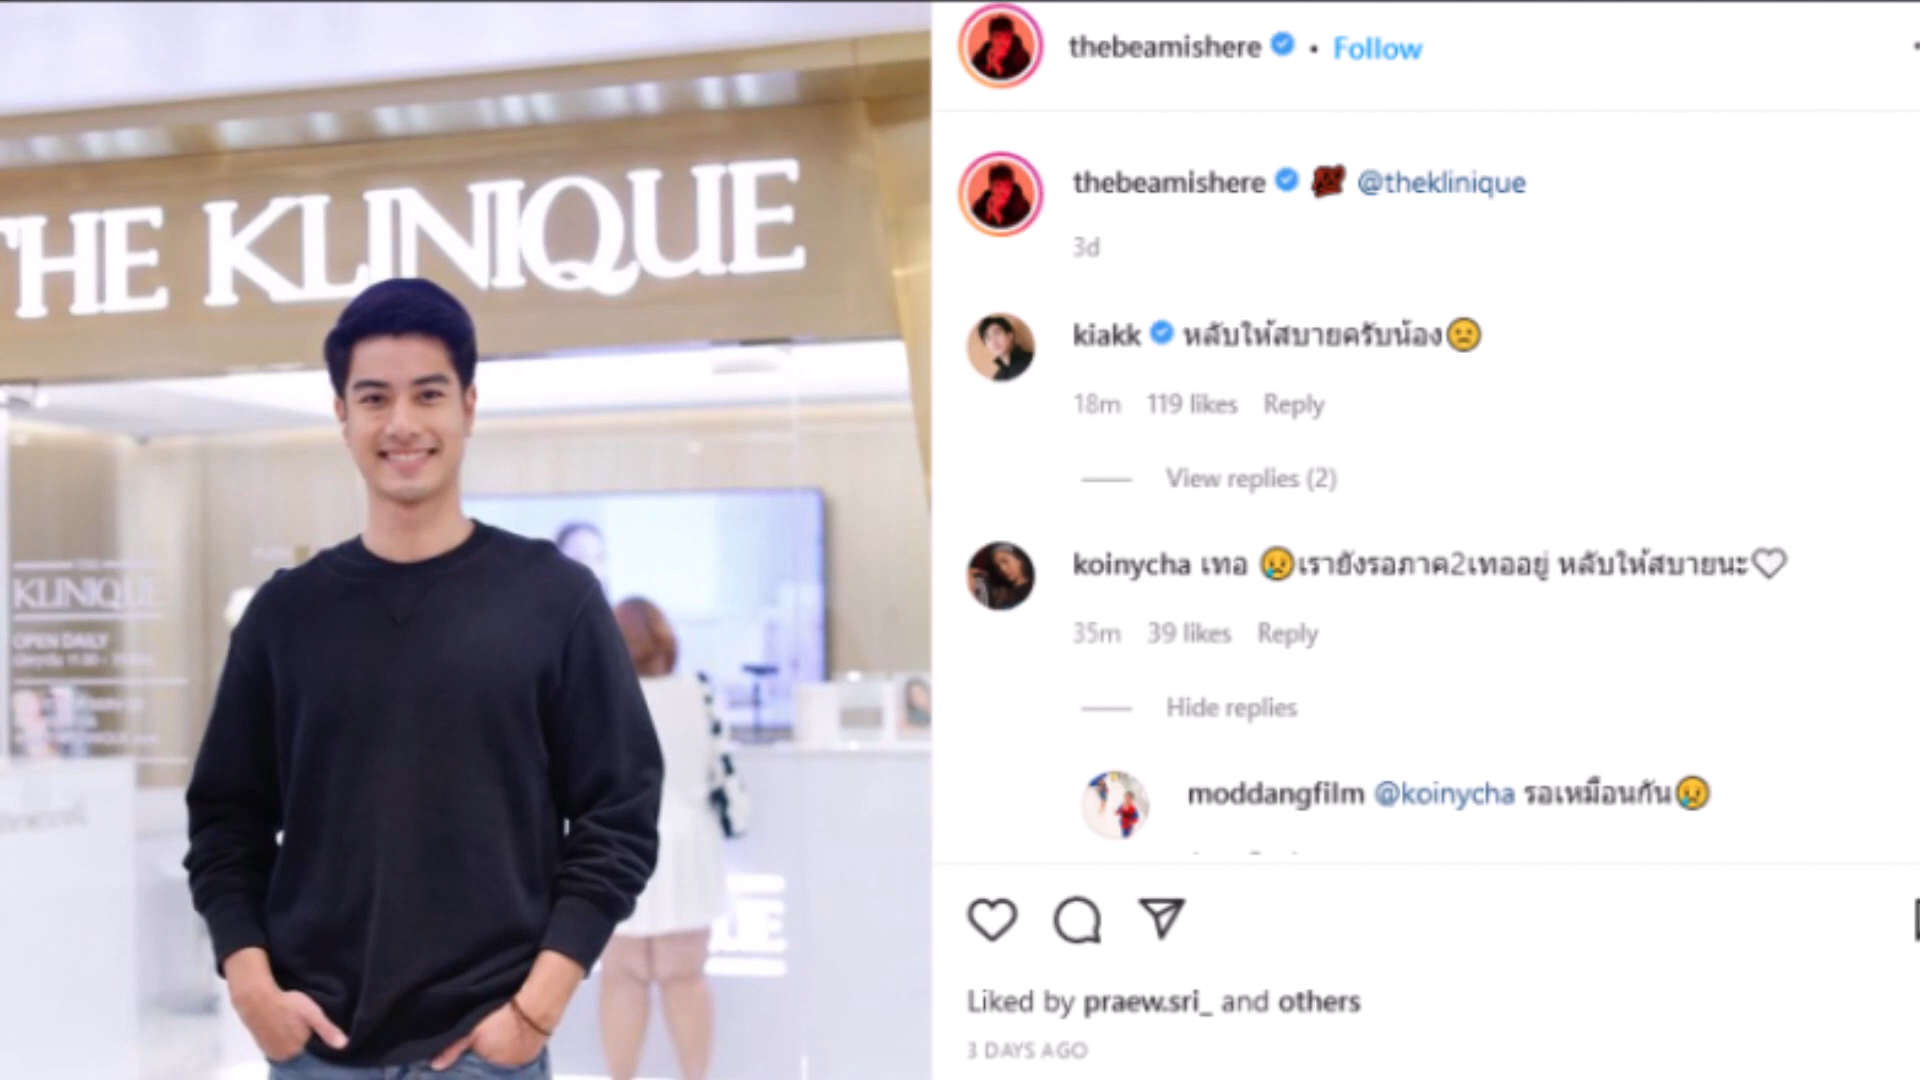 THE KLINIQUE
KLINIQUE
OPEN DAILY
thebeamishere • Follow
thebeamishere 💯 @theklinique
3d
kiakk หลับให้สบายครับน้อง😟
18m 119 likes Reply
View replies (2)
koinycha เทอ 😢เรายังรอภาค2เทออยู่ หลับให้สบายนะ♡
35m 39 likes Reply
Hide replies
moddangfilm @koinycha รอเหมือนกัน😢
Liked by praew.sri_ and others
3 DAYS AGO